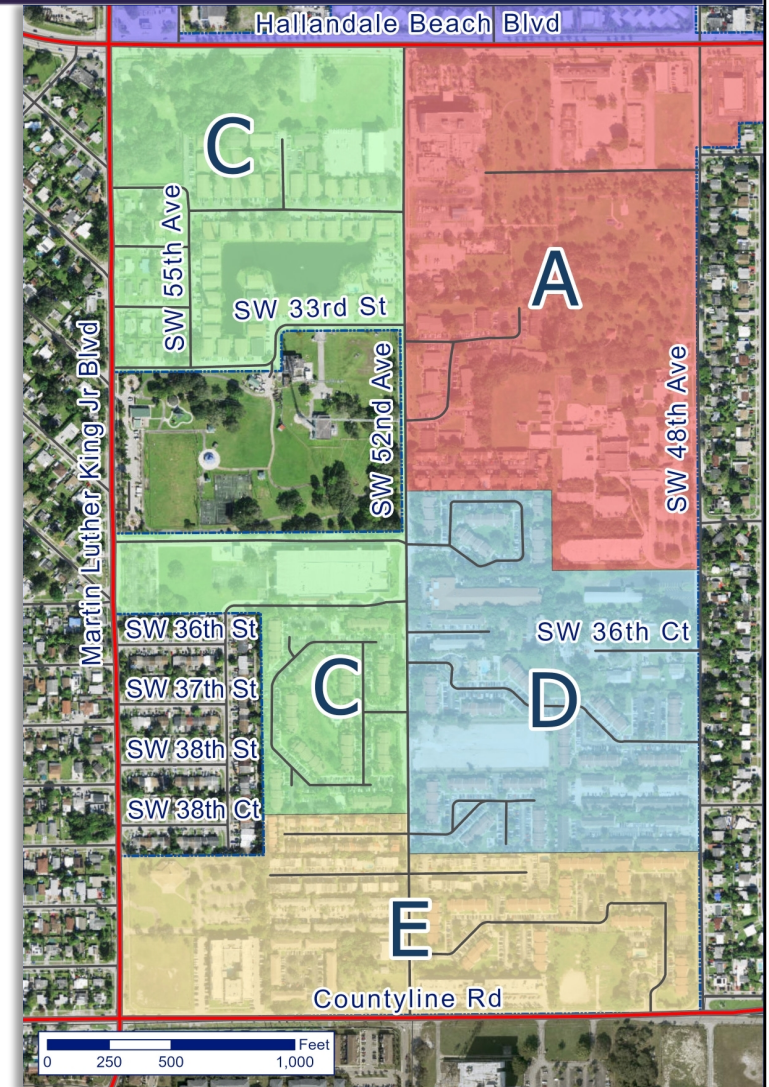 Hallandale Beach Blvd
C
A
SW 55th Ave
SW 33rd St
Martin Luther King Jr Blvd
SW 52nd Ave
SW 48th Ave
SW 36th St
SW 36th Ct
SW 37th St
C
D
SW 38th St
SW 38th Ct
E
Countyline Rd
Feet
0 250 500 1,000